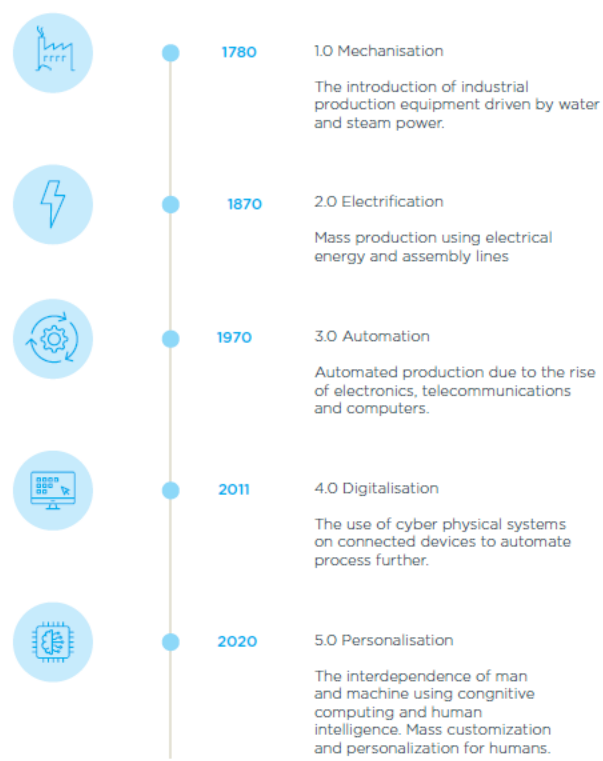 1780
1.0 Mechanisation
The introduction of industrial
production equipment driven by water
and steam power.
1870
2.0 Electrification
Mass production using electrical
energy and assembly lines
1970
3.0 Automation
Automated production due to the rise
of electronics, telecommunications
and computers.
2011
4.0 Digitalisation
The use of cyber physical systems
on connected devices to automate
process further.
2020
5.0 Personalisation
The interdependence of man
and machine using congnitive
computing and human
intelligence. Mass customization
and personalization for humans.